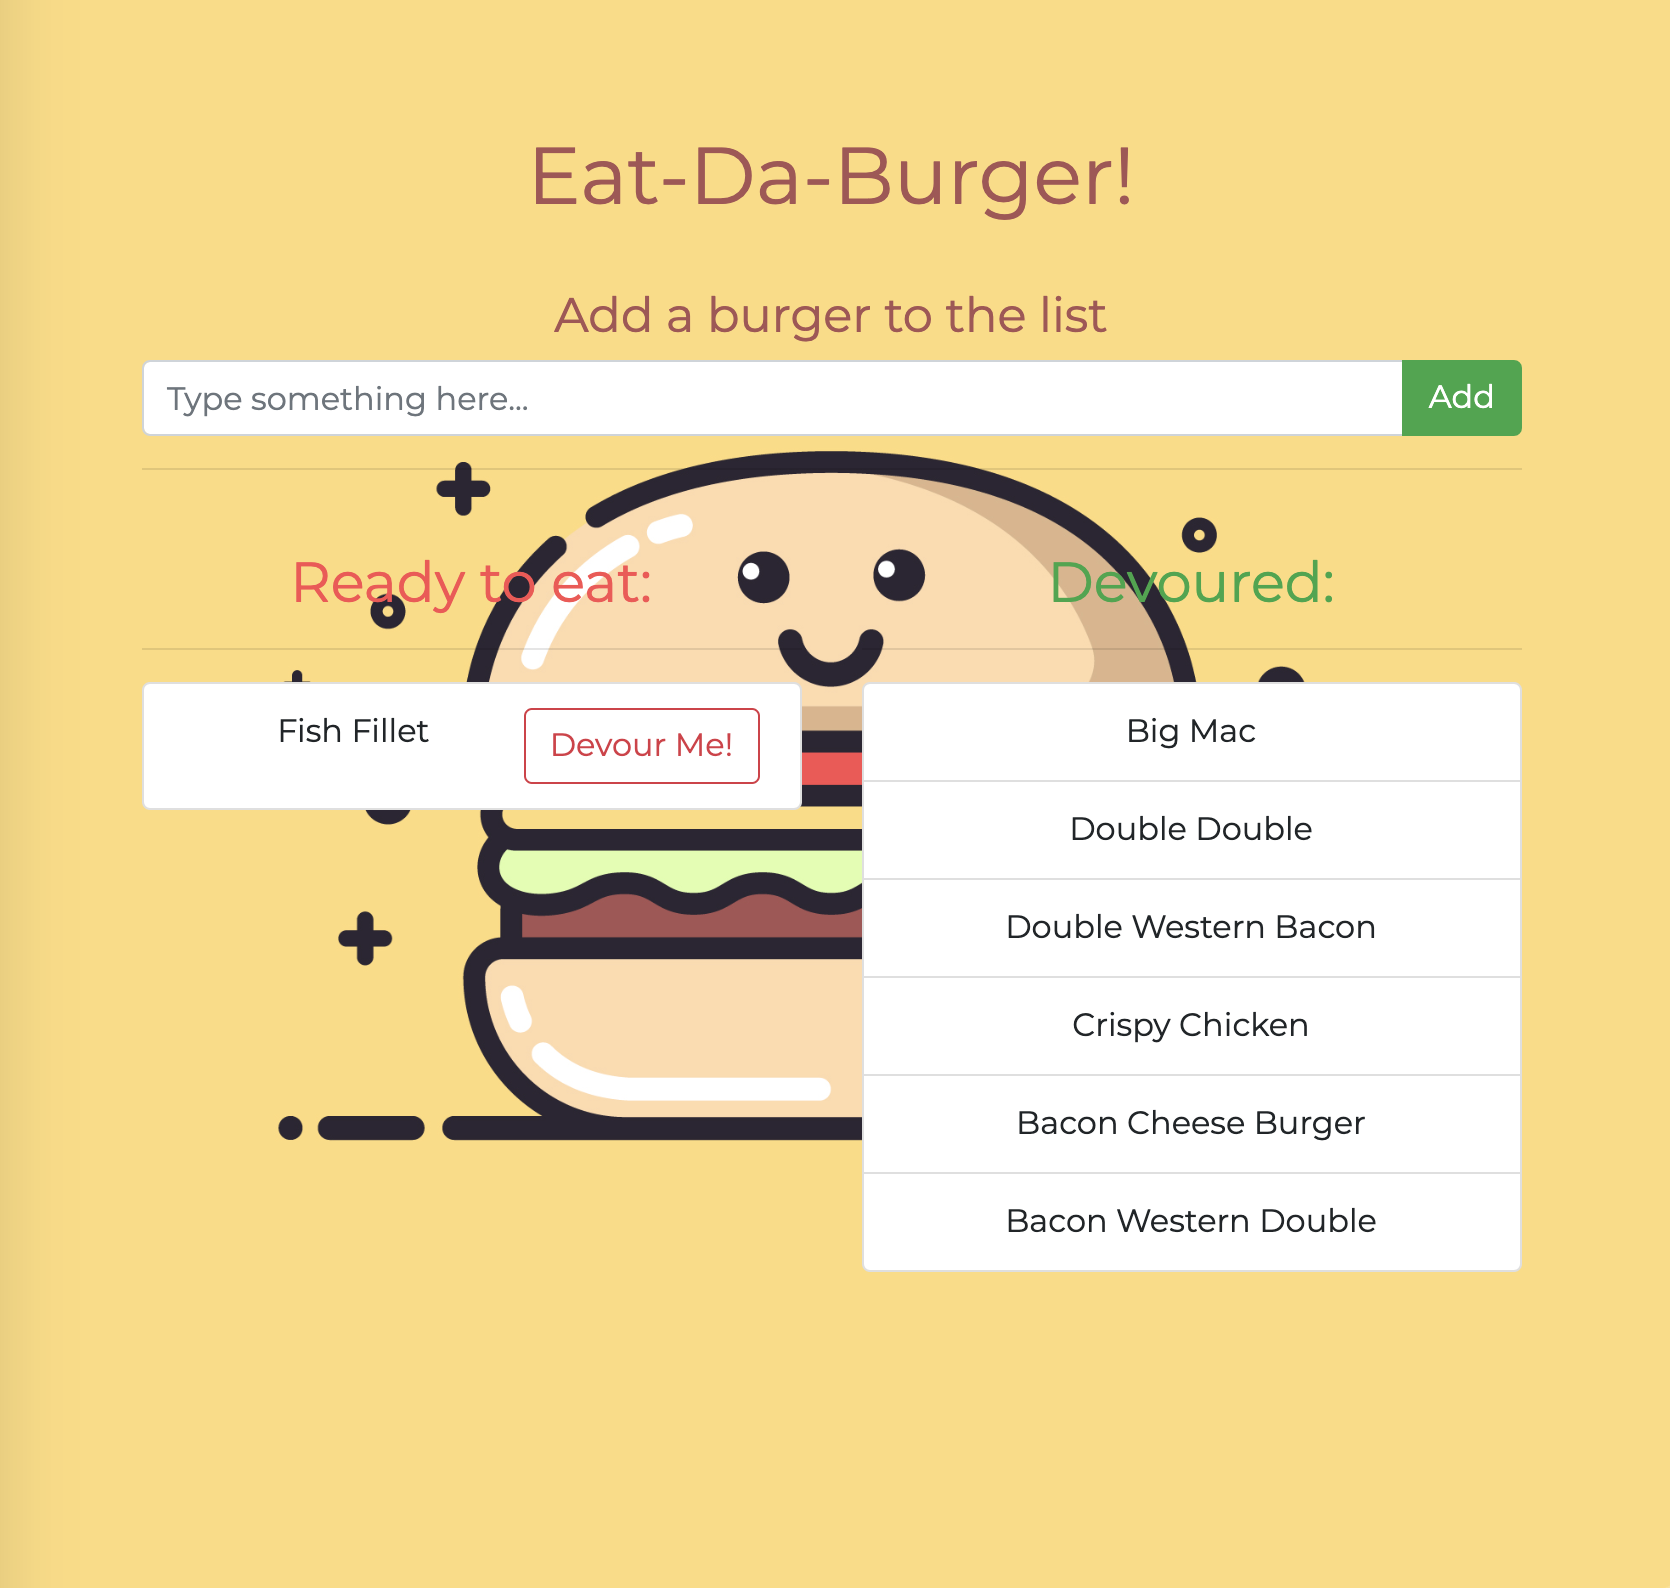 Eat-Da-Burger!
Add a burger to the list
Type something here...
Add
Ready to eat:
Devoured:
Fish Fillet
Devour Me!
Big Mac
Double Double
Double Western Bacon
Crispy Chicken
Bacon Cheese Burger
Bacon Western Double